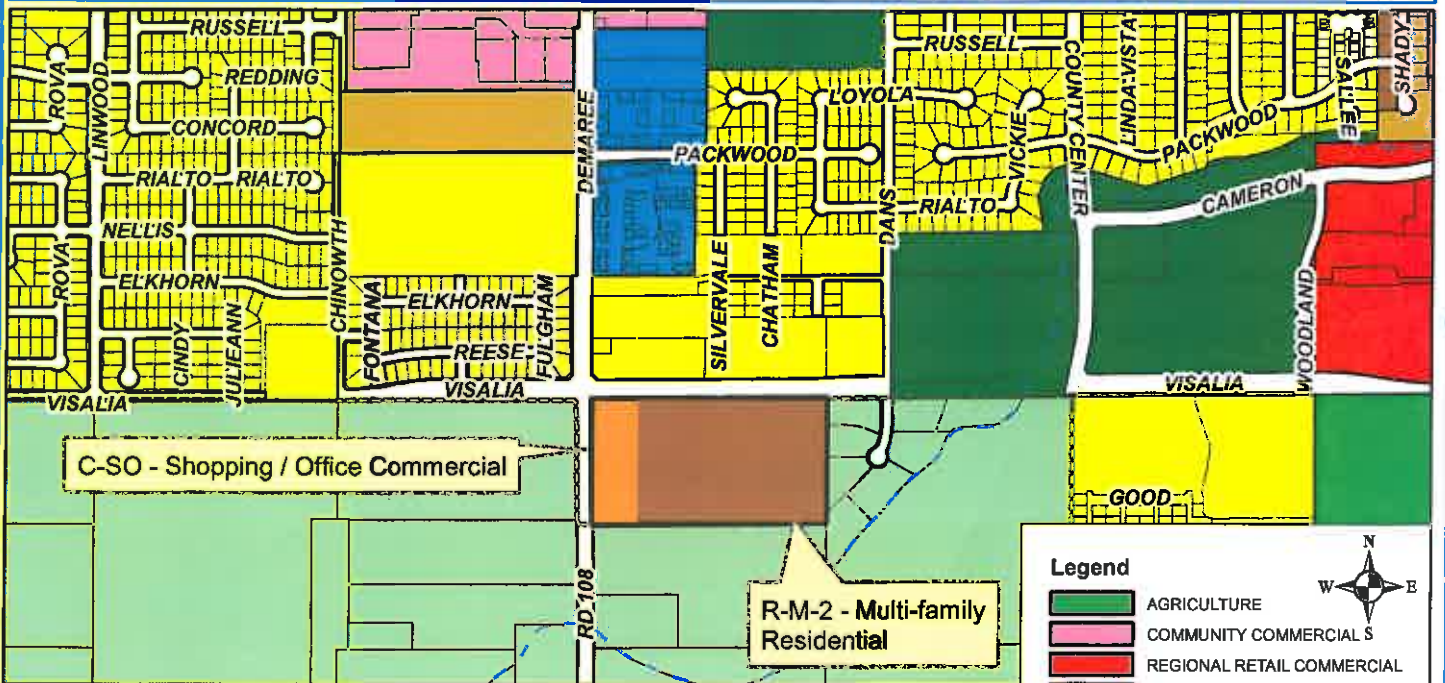 RUSSELL
RUSSELL
ROVA
LINWOOD
REDDING
CONCORD
RIALTO
RIALTO
NELLIS
ROVA
ELKHORN
CINDY
JULIEANN
CHINOWTH
FONTANA
ELKHORN
REESE
FULGHAM
VISALIA
VISALIA
DEMAREE
PACKWOOD
LOYOLA
SILVERVALE
CHATHAM
DANS
RIALTO
VICKIE
COUNTY CENTER
LINDA VISTA
PACKWOOD
SALLEE
SHADY
CAMERON
WOODLAND
VISALIA
C-SO - Shopping / Office Commercial
GOOD
RD 108
R-M-2 - Multi-family
Residential
Legend
N
W
E
S
AGRICULTURE
COMMUNITY COMMERCIAL
REGIONAL RETAIL COMMERCIAL